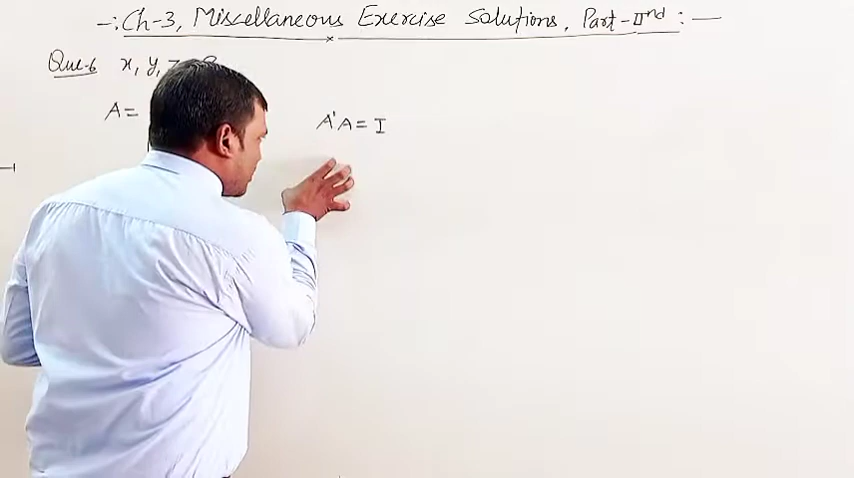 -: Ch-3, Miscellaneous Exercise Solutions, Part-IInd : —
Que-6 x, y, z
A =
A'A = I